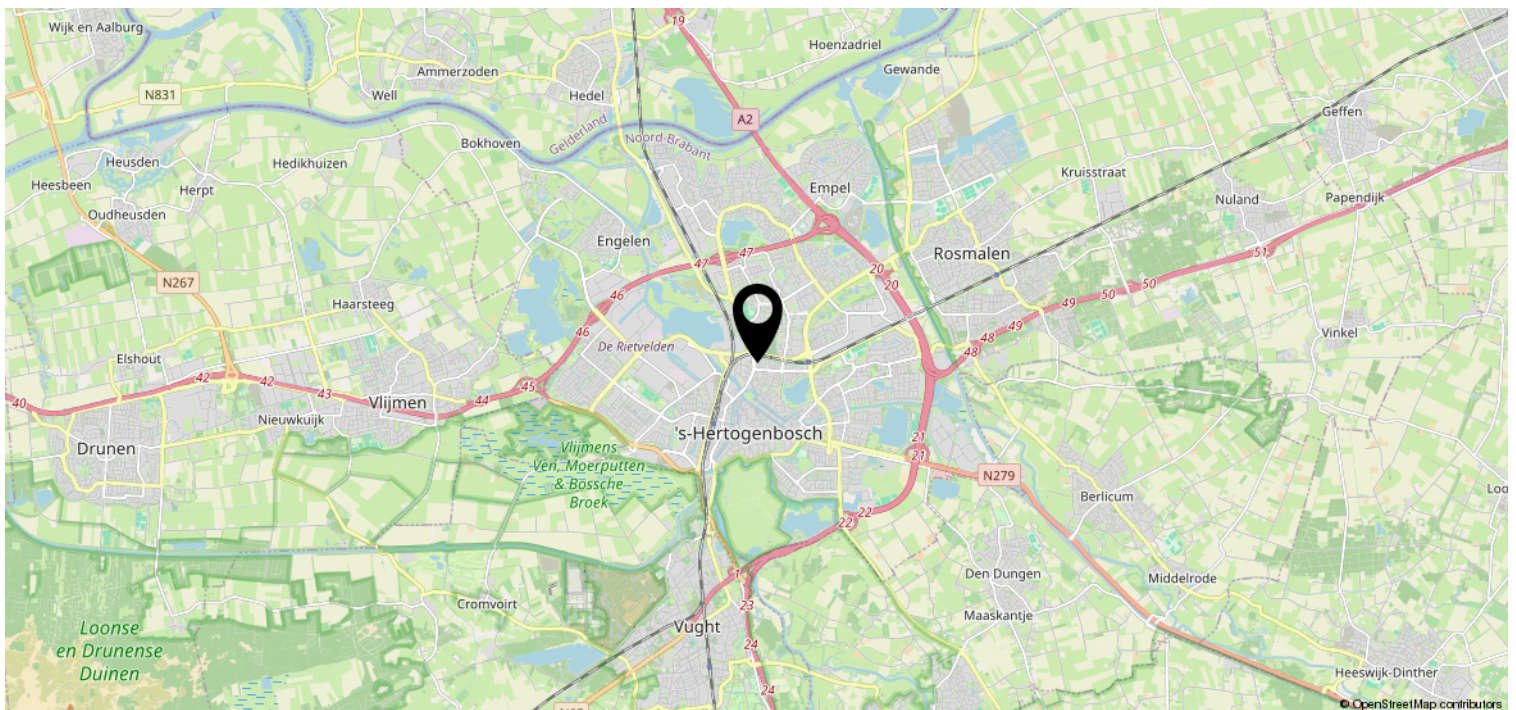 19
Wijk en Aalburg
Hoenzadriel
Ammerzoden
Gewande
N831
Well
Hedel
Geffen
A2
Gelderland
Noord-Brabant
Bokhoven
Heusden
Hedikhuizen
Kruisstraat
Heesbeen
Herpt
Empel
Nuland
Papendijk
Oudheusden
Engelen
47
47
Rosmalen
51
20
N267
20
50
50
46
49
Haarsteeg
46
49
Vinkel
48
De Rietvelden
48
Elshout
42
42
45
43
44
40
Vlijmen
Nieuwkuijk
's-Hertogenbosch
21
Drunen
Vlijmens
Ven, Moerputten
& Bossche
Broek
21
N279
Loo
Berlicum
22
22
1
Den Dungen
Middelrode
Cromvoirt
23
Maaskantje
Loonse
en Drunense
Duinen
Vught
24
Heeswijk-Dinther
24
© OpenStreetMap contributors